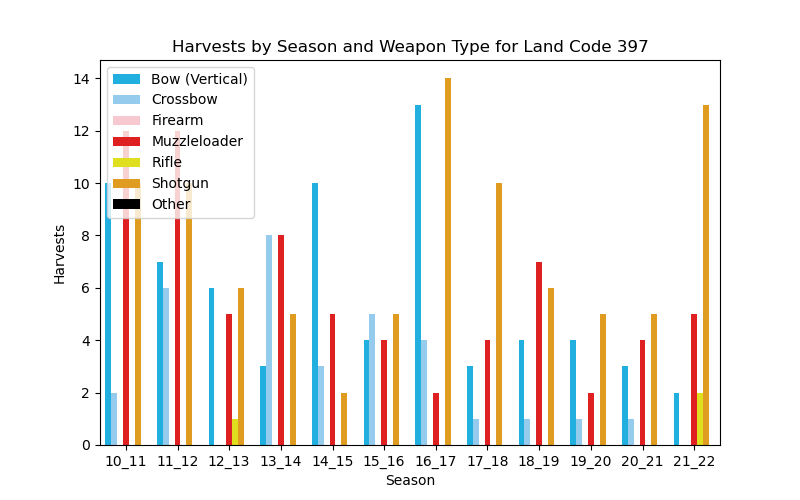 Harvests by Season and Weapon Type for Land Code 397
14
12
10
8
6
4
2
0
Harvests
Bow (Vertical)
Crossbow
Firearm
Muzzleloader
Rifle
Shotgun
Other
10_11 11_12 12_13 13_14 14_15 15_16 16_17 17_18 18_19 19_20 20_21 21_22
Season